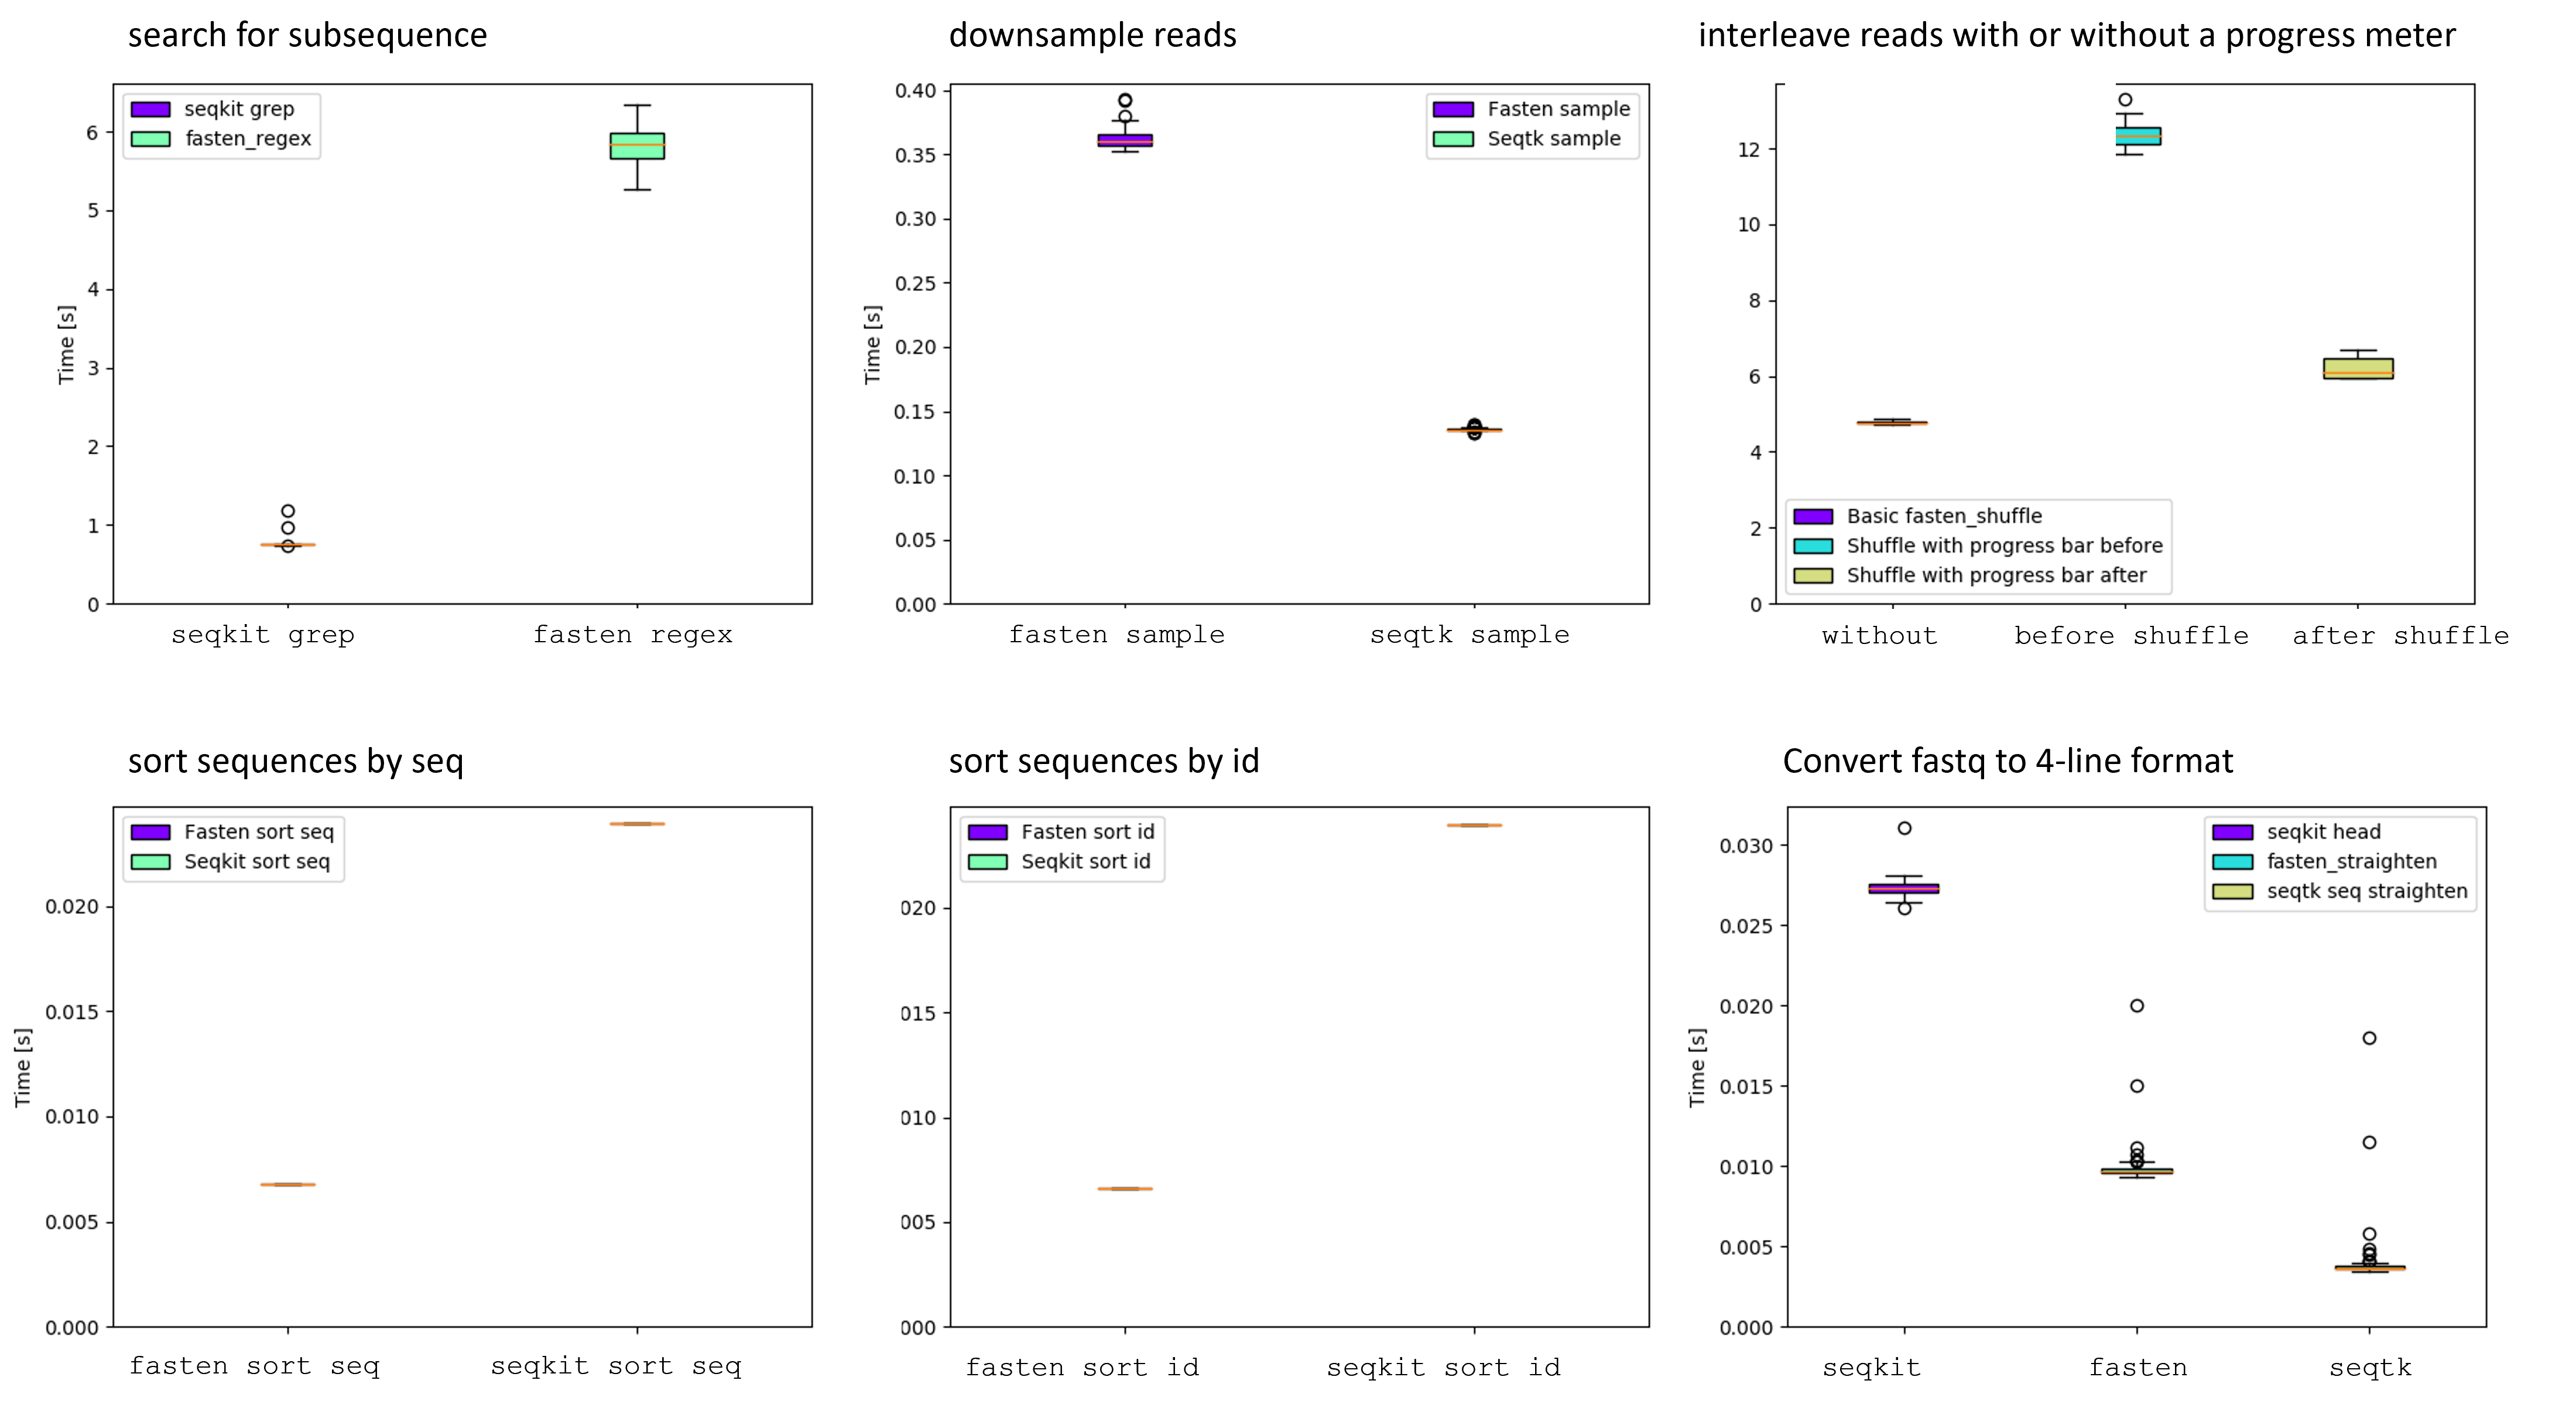 search for subsequence
seqkit grep
fasten_regex
6
5
4
3
2
1
0
Time [s]
seqkit grep fasten regex
downsample reads
Fasten sample
Seqtk sample
0.40
0.35
0.30
0.25
0.20
0.15
0.10
0.05
0.00
Time [s]
fasten sample seqtk sample
interleave reads with or without a progress meter
12
10
8
6
4
2
0
Basic fasten_shuffle
Shuffle with progress bar before
Shuffle with progress bar after
without before shuffle after shuffle
sort sequences by seq
Fasten sort seq
Seqkit sort seq
0.020
0.015
0.010
0.005
0.000
Time [s]
fasten sort seq seqkit sort seq
sort sequences by id
Fasten sort id
Seqkit sort id
020
015
010
005
000
fasten sort id seqkit sort id
Convert fastq to 4-line format
seqkit head
fasten_straighten
seqtk seq straighten
0.030
0.025
0.020
0.015
0.010
0.005
0.000
Time [s]
seqkit fasten seqtk